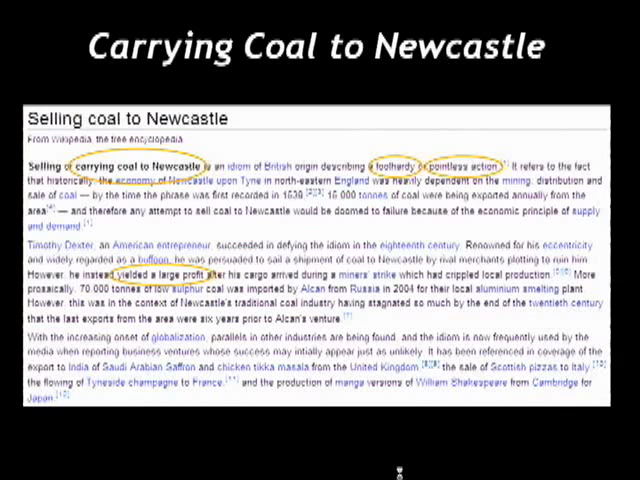 Carrying Coal to Newcastle
Selling coal to Newcastle
From Wikipedia, the free encyclopedia
Selling or carrying coal to Newcastle is an idiom of British origin describing a foolhardy or pointless action.[1] It refers to the fact
that historically, the economy of Newcastle upon Tyne in north-eastern England was heavily dependent on the mining, distribution and
sale of coal — by the time the phrase was first recorded in 1538,[2][3] 15 000 tonnes of coal were being exported annually from the
area[4] — and therefore any attempt to sell coal to Newcastle would be doomed to failure because of the economic principle of supply
and demand.[1]
Timothy Dexter, an American entrepreneur, succeeded in defying the idiom in the eighteenth century. Renowned for his eccentricity
and widely regarded as a buffoon, he was persuaded to sail a shipment of coal to Newcastle by rival merchants plotting to ruin him.
However, he instead yielded a large profit after his cargo arrived during a miners' strike which had crippled local production.[5][6] More
prosaically, 70,000 tonnes of low sulphur coal was imported by Alcan from Russia in 2004 for their local aluminium smelting plant.
However, this was in the context of Newcastle's traditional coal industry having stagnated so much by the end of the twentieth century
that the last exports from the area were six years prior to Alcan's venture.[7]
With the increasing onset of globalization, parallels in other industries are being found, and the idiom is now frequently used by the
media when reporting business ventures whose success may intially appear just as unlikely. It has been referenced in coverage of the
export to India of Saudi Arabian Saffron and chicken tikka masala from the United Kingdom,[8][9] the sale of Scottish pizzas to Italy,[10]
the flowing of Tyneside champagne to France,[11] and the production of manga versions of William Shakespeare from Cambridge for
Japan.[12]